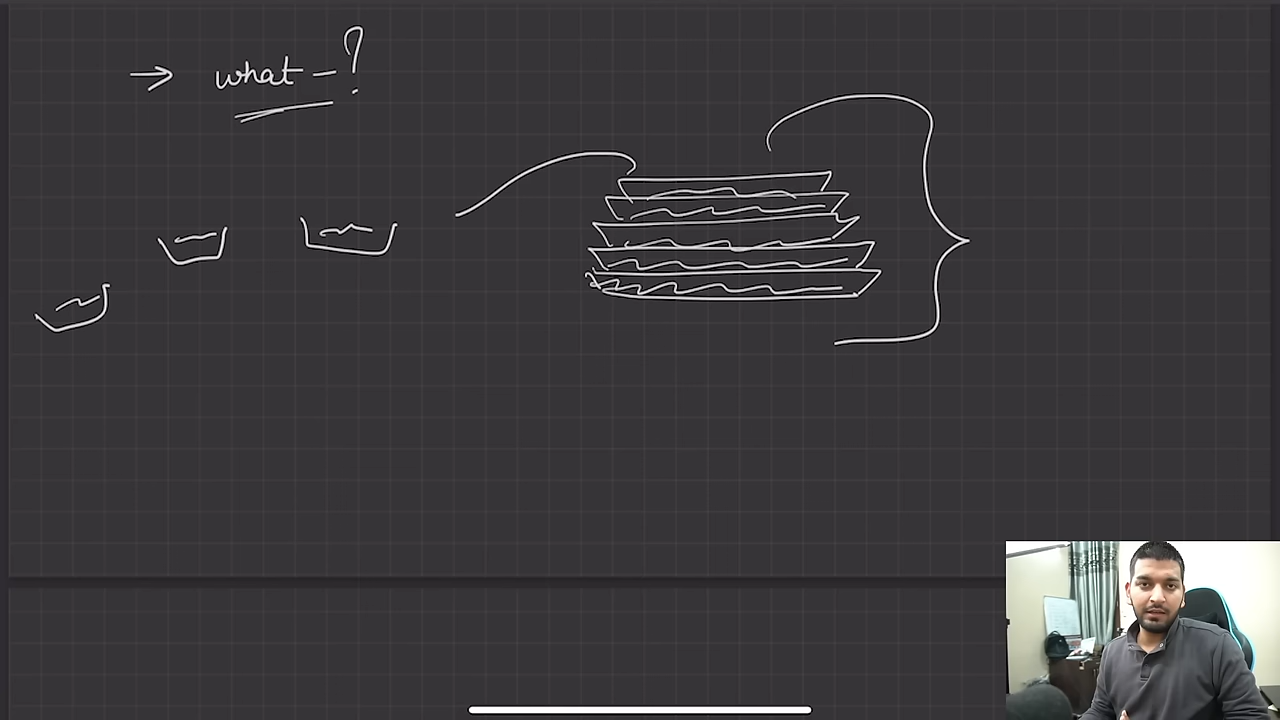 → what - ?